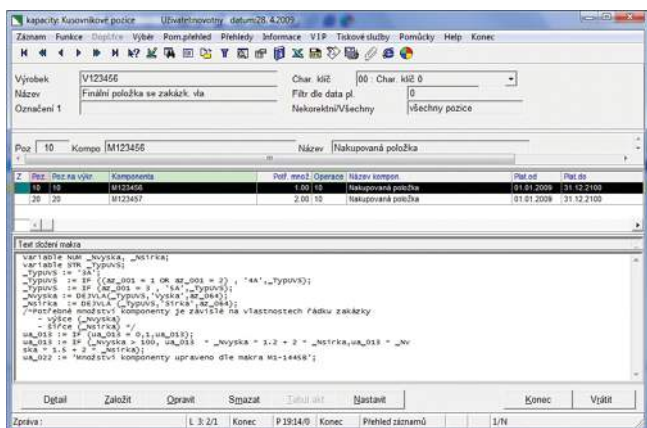 kapacity: Kusovníkové pozice Uživatel:novotny datum:28. 4.2009
Záznam Funkce Doplňce Výběr Pom.přehled Přehledy Informace V I P Tiskové služby Pomůcky Help Konec
Výrobek V123456 Char. klíč 00 : Char. klíč 0
Název Finální položka se zakázk. vla Filtr dle data pl. 0
Označení 1 Nekorektní/Všechny všechny pozice
Poz 10 Kompo M123456 Název Nakupovaná položka
Z Poz. Poz.na výkr. Komponenta Potř. množ. Operace Název kompon. Plat.od Plat.do
10 10 M123456 1.00 10 Nakupovaná položka 01.01.2009 31.12.2100
20 20 M123457 2.00 10 Nakupovaná položka 01.01.2009 31.12.2100
Text složení makra
variable NUM _Nvyska, _Nsirka;
variable STR _TypUVS;
_TypUVS := '3A';
_TypUVS := IF ((az_001 = 1 OR az_001 = 2) , '4A',_TypUVS);
_TypUVS := IF (az_001 = 3 , '5A',_TypUVS);
_Nvyska := DEJVLA(_TypUVS,'Vyska',az_064);
_Nsirka := DEJVLA (_TypUVS,'Sirka',az_064);
/*Potřebné množství komponenty je závislé na vlastnostech řádku zakázky
- výšce (_Nvyska)
- šířce (_Nsirka) */
ua_013 := IF (ua_013 = 0,1,ua_013);
ua_013 := IF (_Nvyska > 100, ua_013 * _Nvyska * 1.2 + 2 * _Nsirka,ua_013 * _Nv
ska * 1.5 + 2 * _Nsirka);
ua_022 := 'Množství komponenty upraveno dle makra M1-14458';
Detail Založit Opravit Smazat Tabul akt Nastavit Konec Vrátit
Zpráva : L 3: 2/1 Konec P 19:14/0 Konec Přehled záznamů 1/N